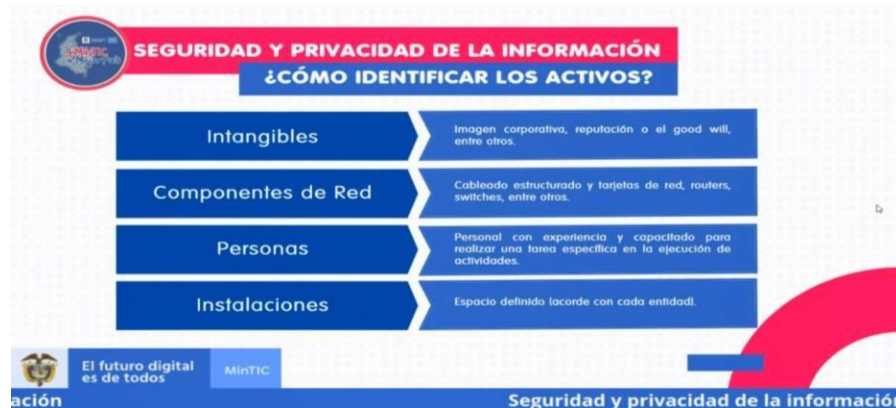 SEGURIDAD Y PRIVACIDAD DE LA INFORMACIÓN
¿CÓMO IDENTIFICAR LOS ACTIVOS?
Intangibles
Imagen corporativa, reputación o el good will,
entre otros.
Componentes de Red
Cableado estructurado y tarjetas de red, routers,
switches, entre otros.
Personas
Personal con experiencia y capacitado para
realizar una tarea específica en la ejecución de
actividades.
Instalaciones
Espacio definido (acorde con cada entidad).
El futuro digital
es de todos
MinTIC
ación
Seguridad y privacidad de la información